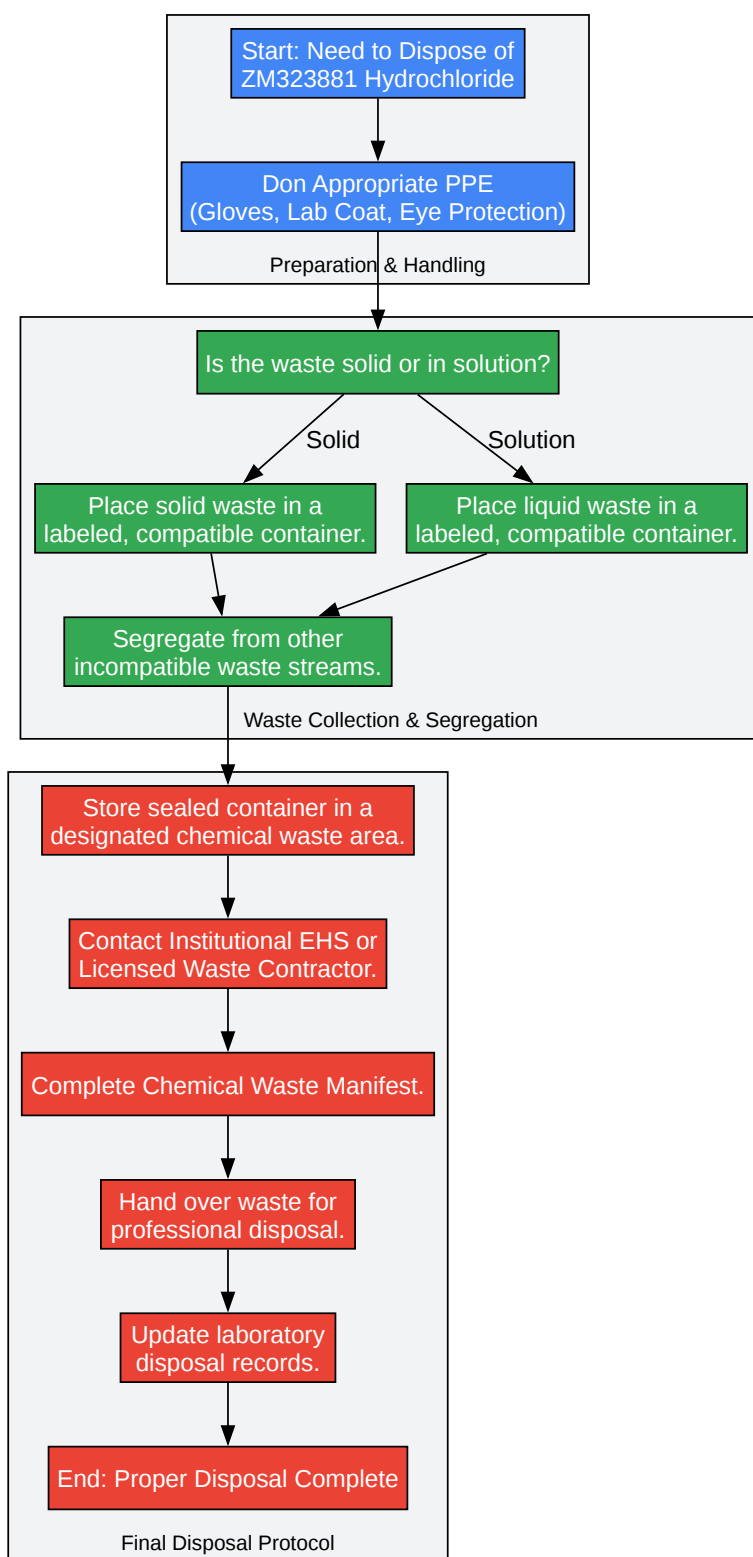 Start: Need to Dispose of
ZM323881 Hydrochloride
Don Appropriate PPE
(Gloves, Lab Coat, Eye Protection)
Preparation & Handling
Is the waste solid or in solution?
Solid
Solution
Place solid waste in a
labeled, compatible container.
Place liquid waste in a
labeled, compatible container.
Segregate from other
incompatible waste streams.
Waste Collection & Segregation
Store sealed container in a
designated chemical waste area.
Contact Institutional EHS or
Licensed Waste Contractor.
Complete Chemical Waste Manifest.
Hand over waste for
professional disposal.
Update laboratory
disposal records.
End: Proper Disposal Complete
Final Disposal Protocol